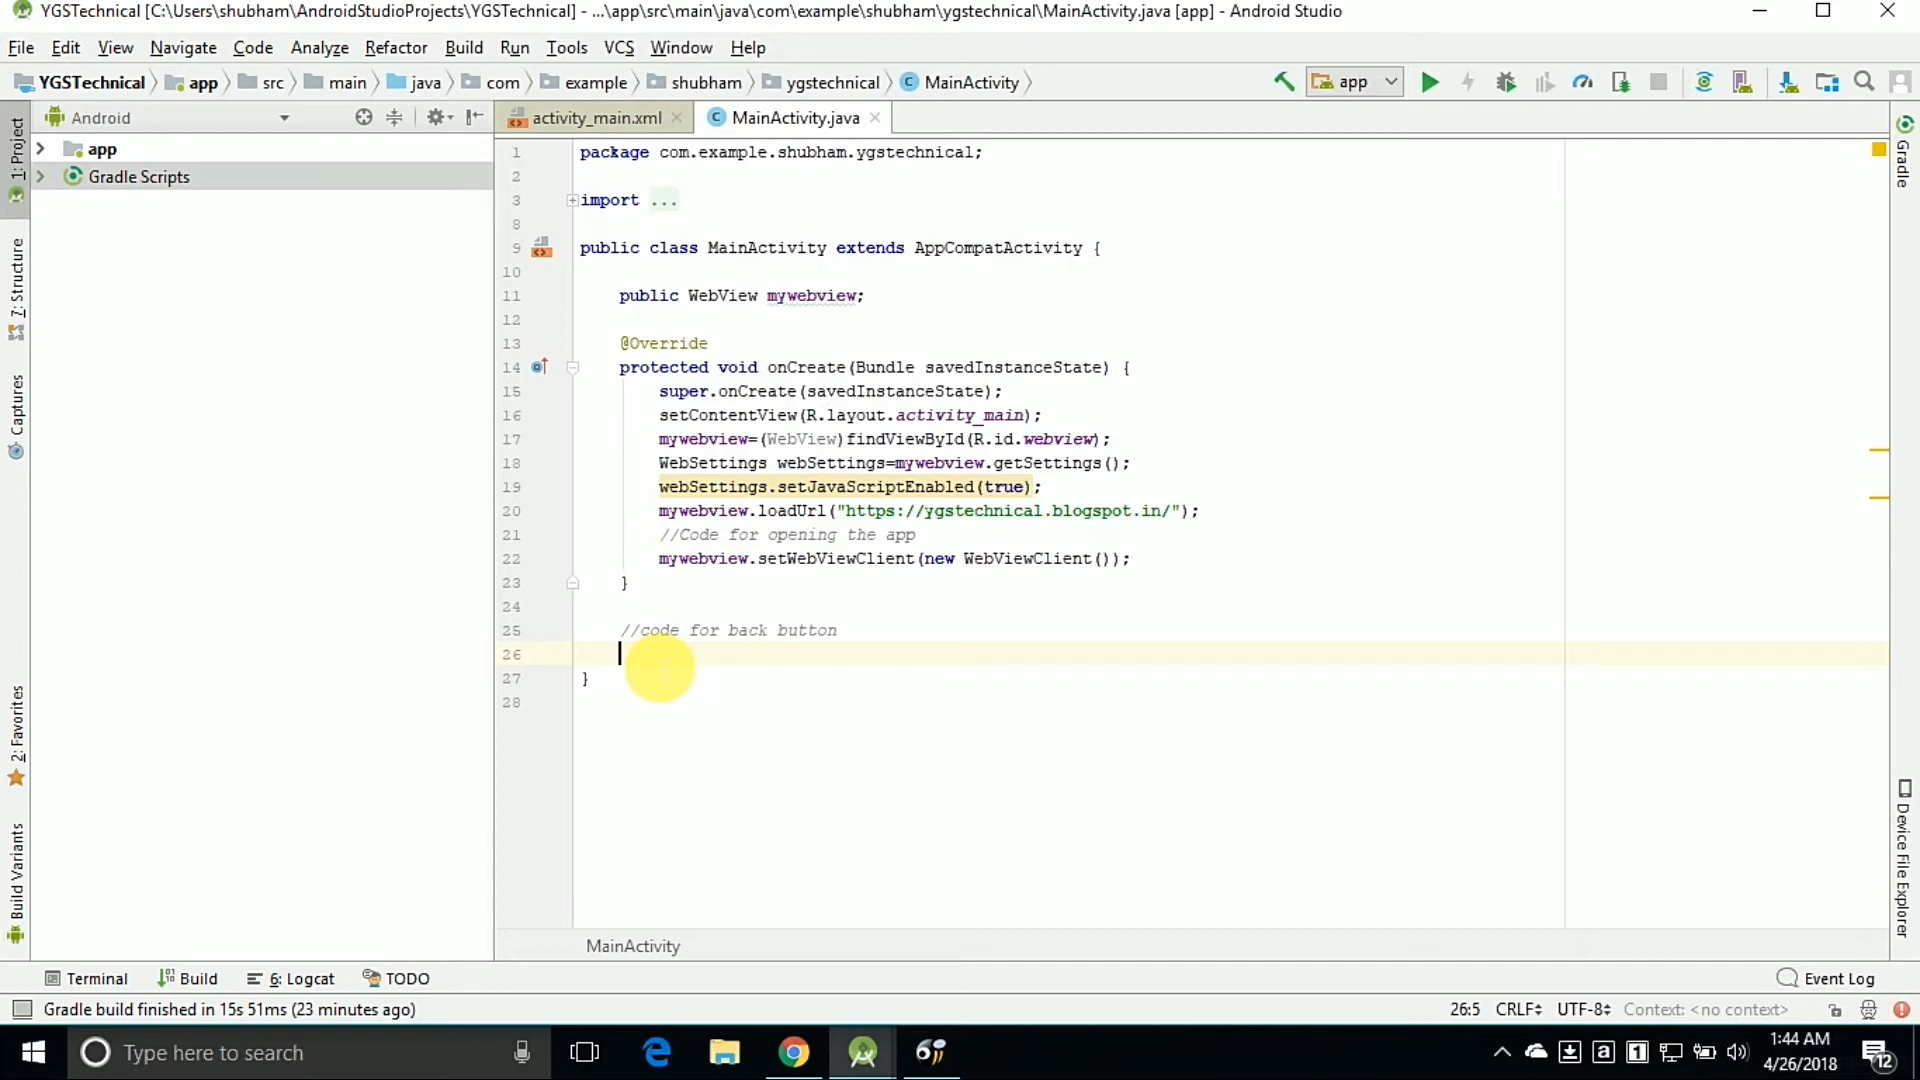 YGSTechnical [C:\Users\shubham\AndroidStudioProjects\YGSTechnical] - ...\app\src\main\java\com\example\shubham\ygstechnical\MainActivity.java [app] - Android Studio
File Edit View Navigate Code Analyze Refactor Build Run Tools VCS Window Help
YGSTechnical app src main java com example shubham ygstechnical MainActivity app
Android activity_main.xml MainActivity.java
app
Gradle Scripts
1: Project
7: Structure
Captures
2: Favorites
Build Variants
1 package com.example.shubham.ygstechnical;
2
3 import ...
8
9 public class MainActivity extends AppCompatActivity {
10
11 public WebView mywebview;
12
13 @Override
14 protected void onCreate(Bundle savedInstanceState) {
15 super.onCreate(savedInstanceState);
16 setContentView(R.layout.activity_main);
17 mywebview=(WebView)findViewById(R.id.webview);
18 WebSettings webSettings=mywebview.getSettings();
19 webSettings.setJavaScriptEnabled(true);
20 mywebview.loadUrl("https://ygstechnical.blogspot.in/");
21 //Code for opening the app
22 mywebview.setWebViewClient(new WebViewClient());
23 }
24
25 //code for back button
26
27 }
28
MainActivity
Gradle
Device File Explorer
Terminal Build 6: Logcat TODO Event Log
Gradle build finished in 15s 51ms (23 minutes ago) 26:5 CRLF UTF-8 Context: <no context>
Type here to search
1:44 AM
4/26/2018
12